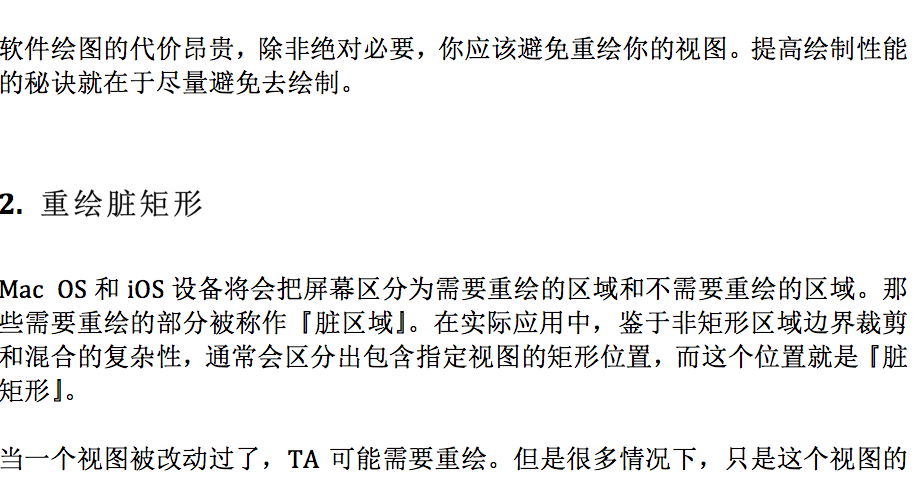 软件绘图的代价昂贵，除非绝对必要，你应该避免重绘你的视图。提高绘制性能
的秘诀就在于尽量避免去绘制。
2. 重绘脏矩形
Mac OS 和 iOS 设备将会把屏幕区分为需要重绘的区域和不需要重绘的区域。那
些需要重绘的部分被称作『脏区域』。在实际应用中，鉴于非矩形区域边界裁剪
和混合的复杂性，通常会区分出包含指定视图的矩形位置，而这个位置就是『脏
矩形』。
当一个视图被改动过了，TA 可能需要重绘。但是很多情况下，只是这个视图的